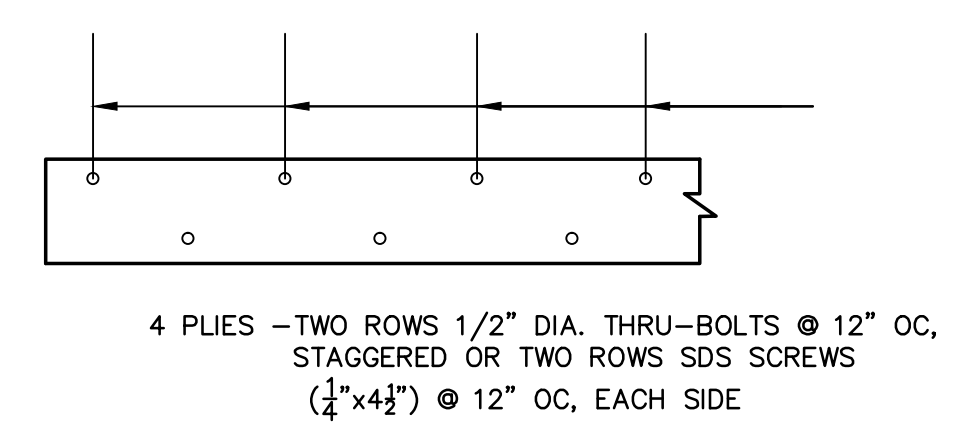 4 PLIES -TWO ROWS 1/2" DIA. THRU-BOLTS @ 12" OC,
STAGGERED OR TWO ROWS SDS SCREWS
(1/4"x4 1/2") @ 12" OC, EACH SIDE